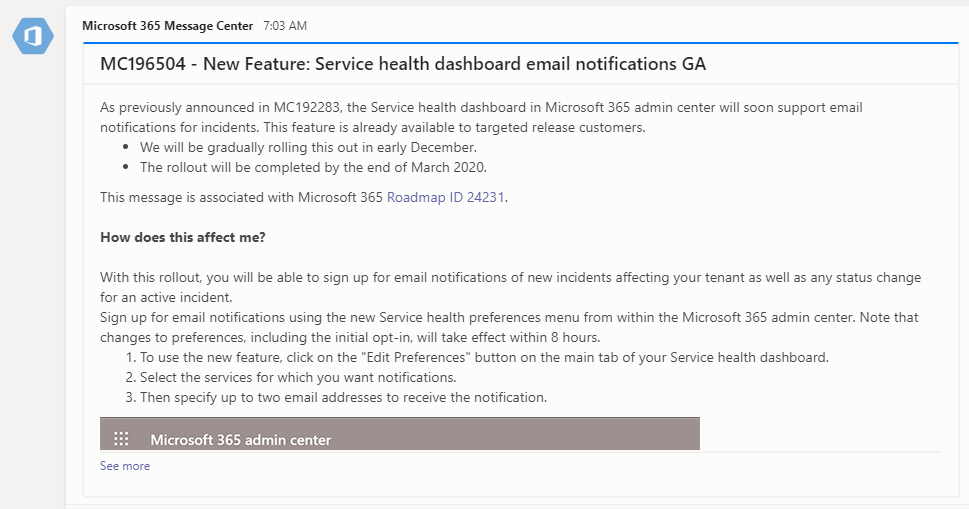 Microsoft 365 Message Center 7:03 AM
MC196504 - New Feature: Service health dashboard email notifications GA
As previously announced in MC192283, the Service health dashboard in Microsoft 365 admin center will soon support email
notifications for incidents. This feature is already available to targeted release customers.
• We will be gradually rolling this out in early December.
• The rollout will be completed by the end of March 2020.
This message is associated with Microsoft 365 Roadmap ID 24231.
How does this affect me?
With this rollout, you will be able to sign up for email notifications of new incidents affecting your tenant as well as any status change
for an active incident.
Sign up for email notifications using the new Service health preferences menu from within the Microsoft 365 admin center. Note that
changes to preferences, including the initial opt-in, will take effect within 8 hours.
1. To use the new feature, click on the "Edit Preferences" button on the main tab of your Service health dashboard.
2. Select the services for which you want notifications.
3. Then specify up to two email addresses to receive the notification.
Microsoft 365 admin center
See more